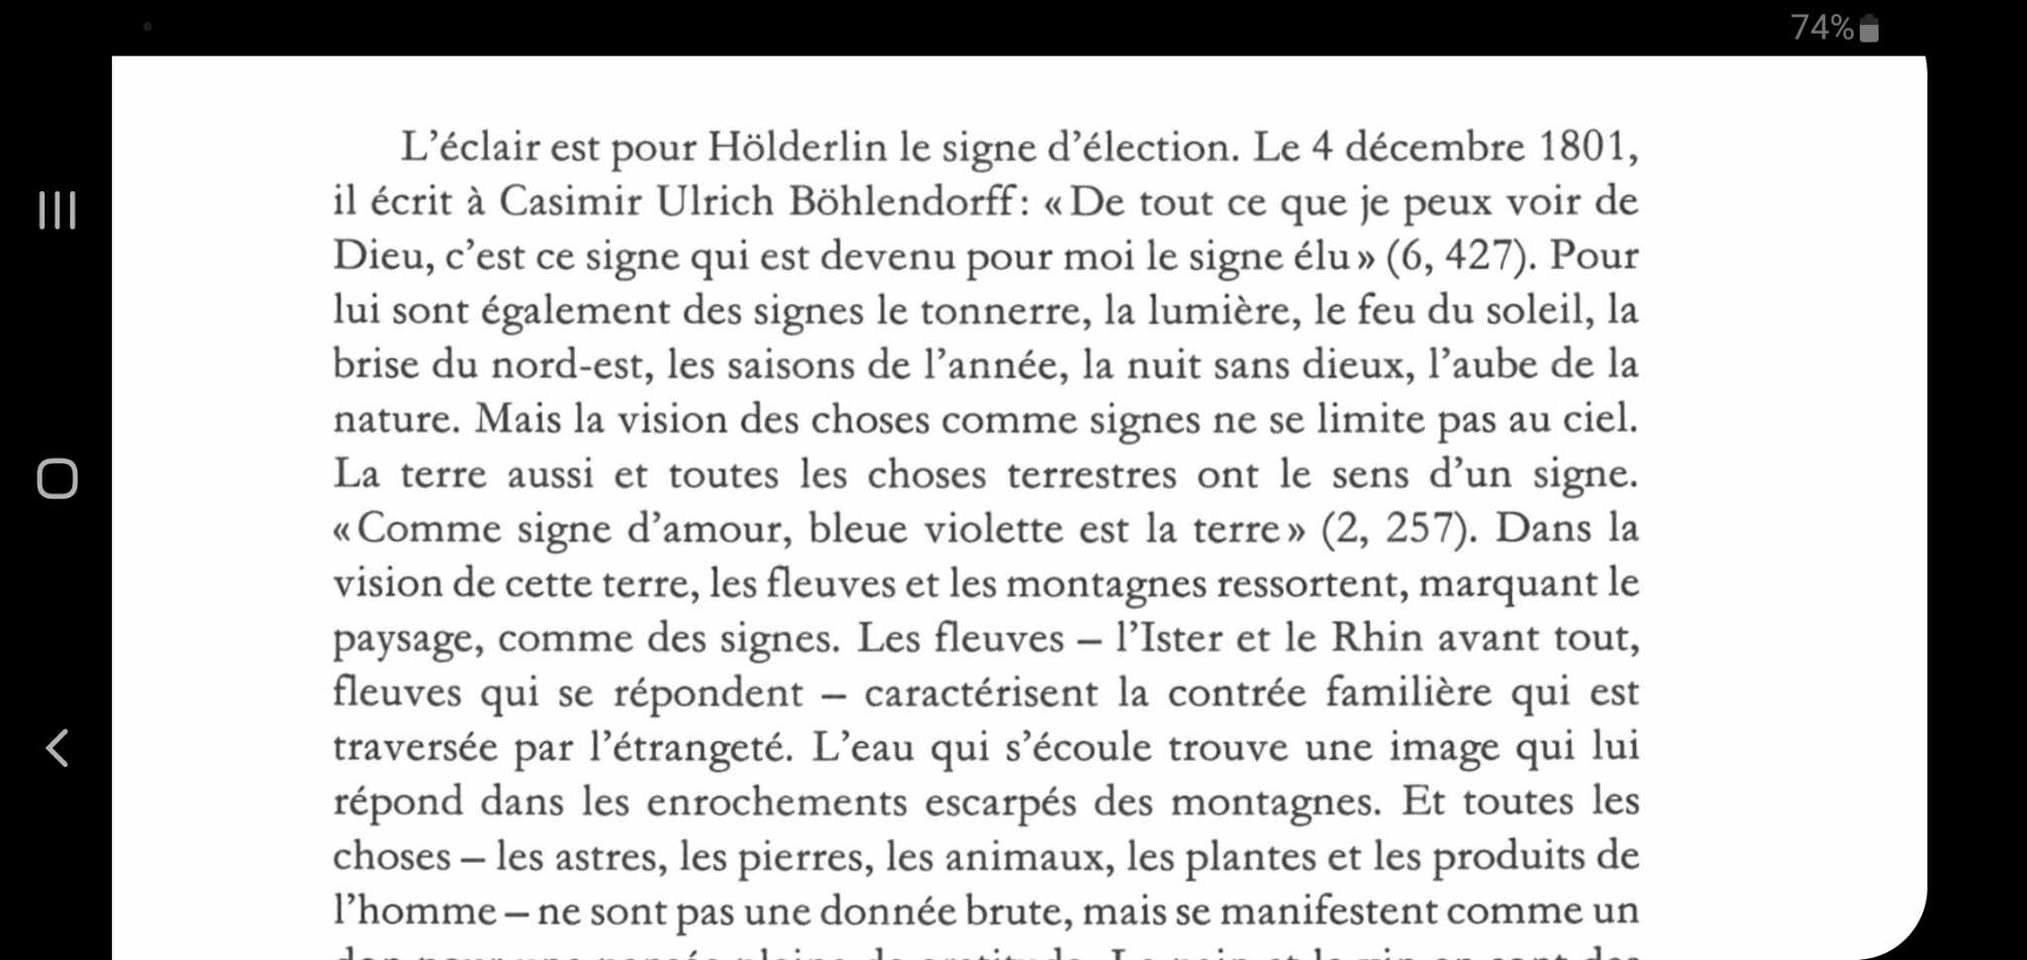 74%
L’éclair est pour Hölderlin le signe d’élection. Le 4 décembre 1801,
il écrit à Casimir Ulrich Böhlendorff : « De tout ce que je peux voir de
Dieu, c’est ce signe qui est devenu pour moi le signe élu » (6, 427). Pour
lui sont également des signes le tonnerre, la lumière, le feu du soleil, la
brise du nord-est, les saisons de l’année, la nuit sans dieux, l’aube de la
nature. Mais la vision des choses comme signes ne se limite pas au ciel.
La terre aussi et toutes les choses terrestres ont le sens d’un signe.
« Comme signe d’amour, bleue violette est la terre » (2, 257). Dans la
vision de cette terre, les fleuves et les montagnes ressortent, marquant le
paysage, comme des signes. Les fleuves – l’Ister et le Rhin avant tout,
fleuves qui se répondent – caractérisent la contrée familière qui est
traversée par l’étrangeté. L’eau qui s’écoule trouve une image qui lui
répond dans les enrochements escarpés des montagnes. Et toutes les
choses – les astres, les pierres, les animaux, les plantes et les produits de
l’homme – ne sont pas une donnée brute, mais se manifestent comme un